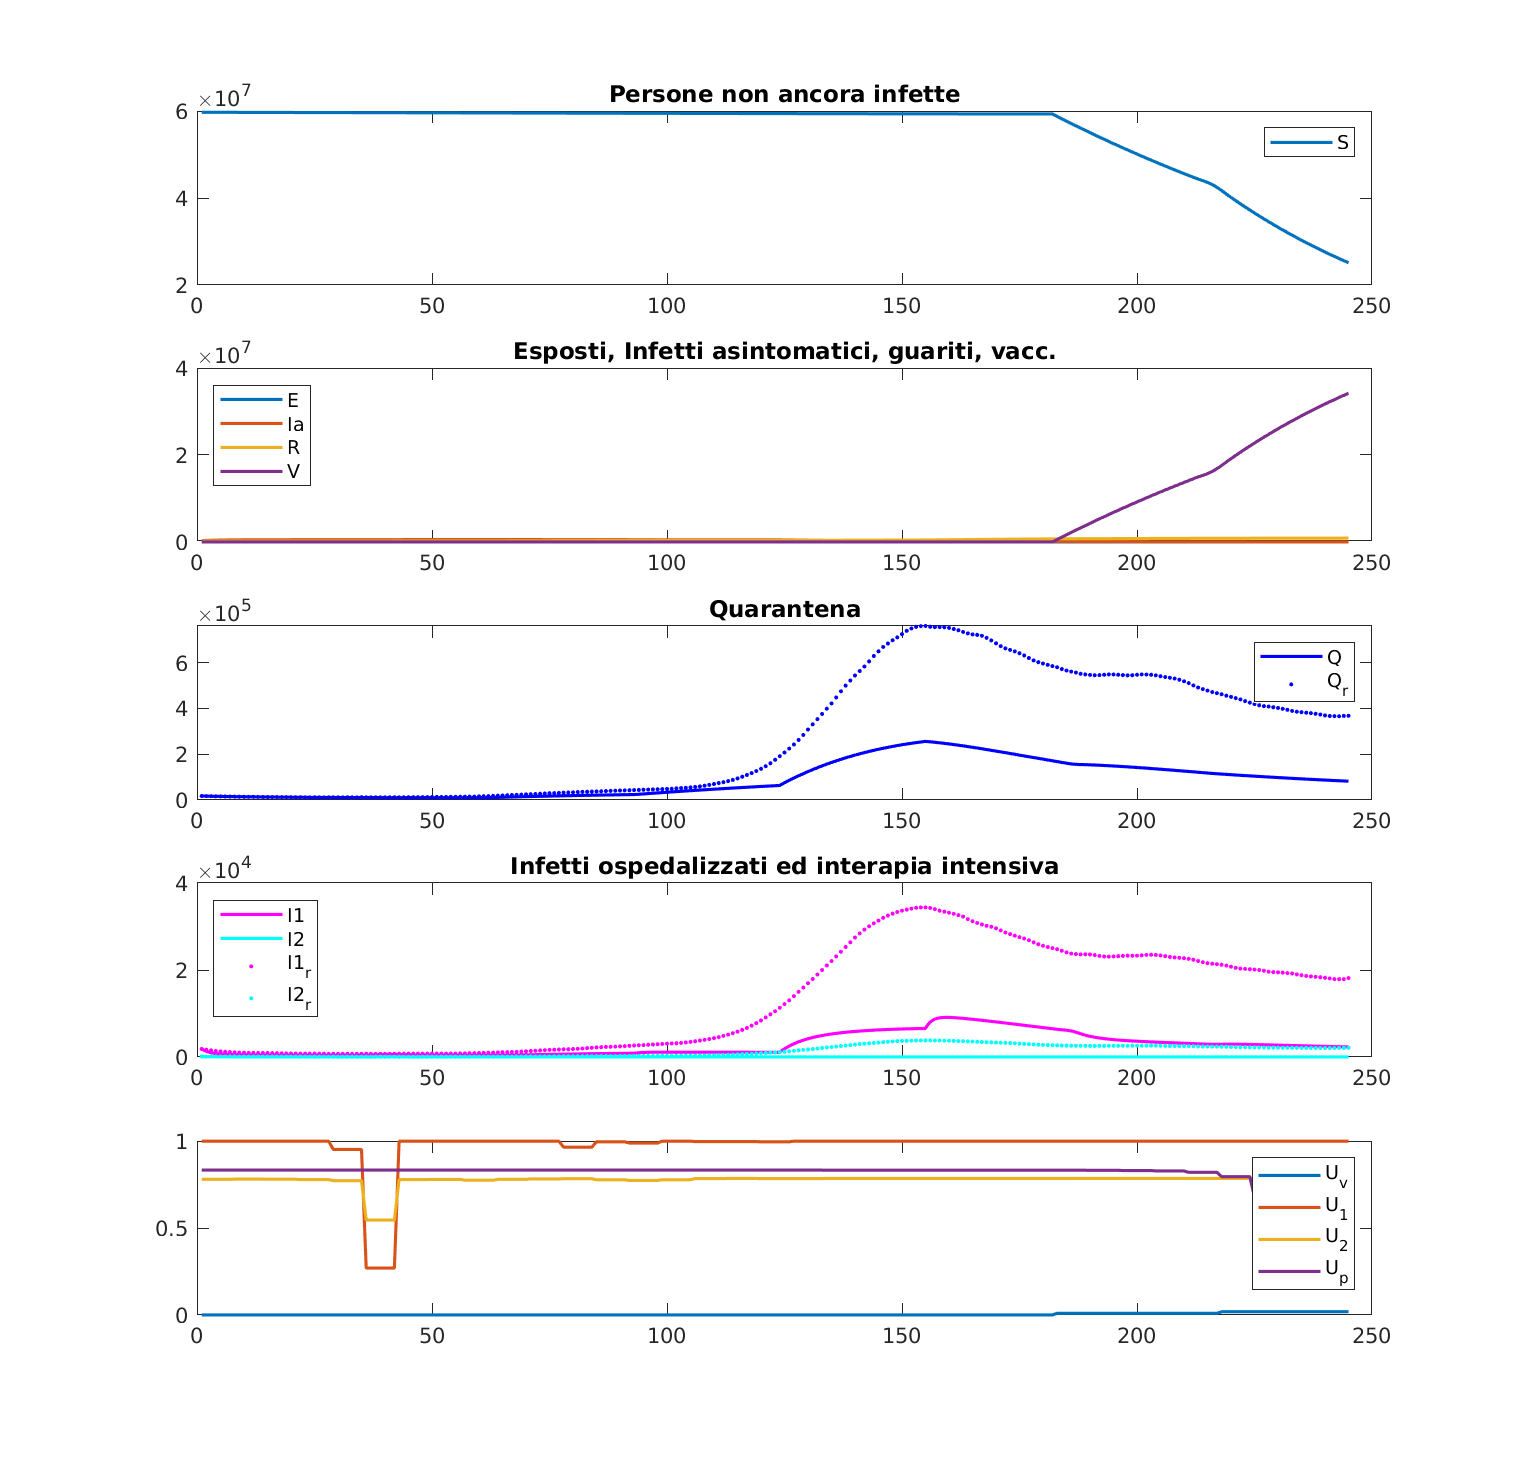 Persone non ancora infette
×10^7
6
4
2
0 50 100 150 200 250
S
Esposti, Infetti asintomatici, guariti, vacc.
×10^7
4
2
0
0 50 100 150 200 250
E
Ia
R
V
Quarantena
×10^5
6
4
2
0
0 50 100 150 200 250
Q
Q_r
Infetti ospedalizzati ed interapia intensiva
×10^4
4
2
0
0 50 100 150 200 250
I1
I2
I1_r
I2_r
1
0.5
0
0 50 100 150 200 250
U_v
U_1
U_2
U_p